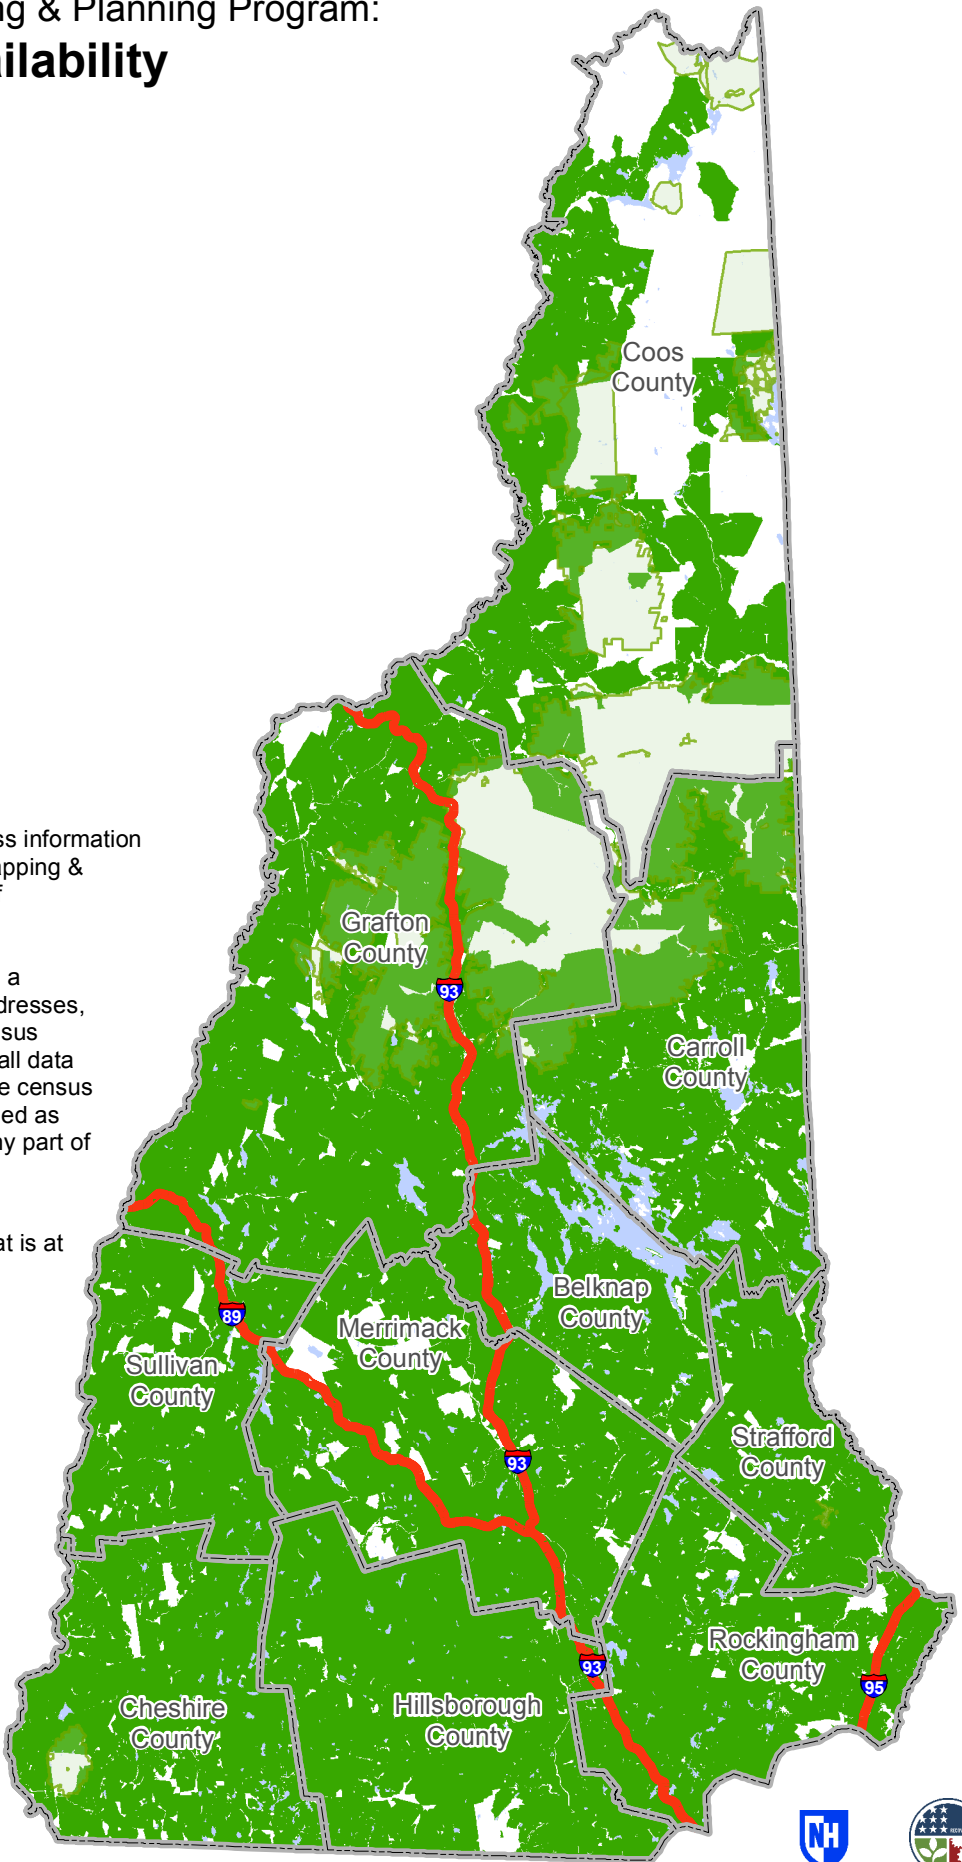 ng & Planning Program:
ilability
Coos
County
ss information
apping &
Grafton
County
93
a
dresses,
sus
all data
e census
ed as
ny part of
Carroll
County
at is at
Belknap
County
89
Merrimack
County
Sullivan
County
93
Strafford
County
Rockingham
County
93
95
Cheshire
County
Hillsborough
County
NH